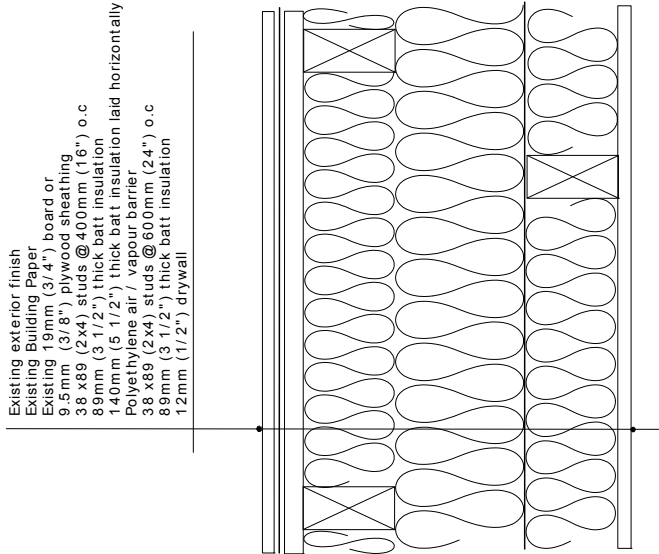 Existing exterior finish
Existing Building Paper
Existing 19mm (3/4") board or
9.5mm (3/8") plywood sheathing
38 x89 (2x4) studs @ 400mm (16") o.c
89mm (3 1/2") thick batt insulation
140mm (5 1/2") thick batt insulation laid horizontally
Polyethylene air / vapour barrier
38 x89 (2x4) studs @ 600mm (24") o.c
89mm (3 1/2") thick batt insulation
12mm (1/2") drywall